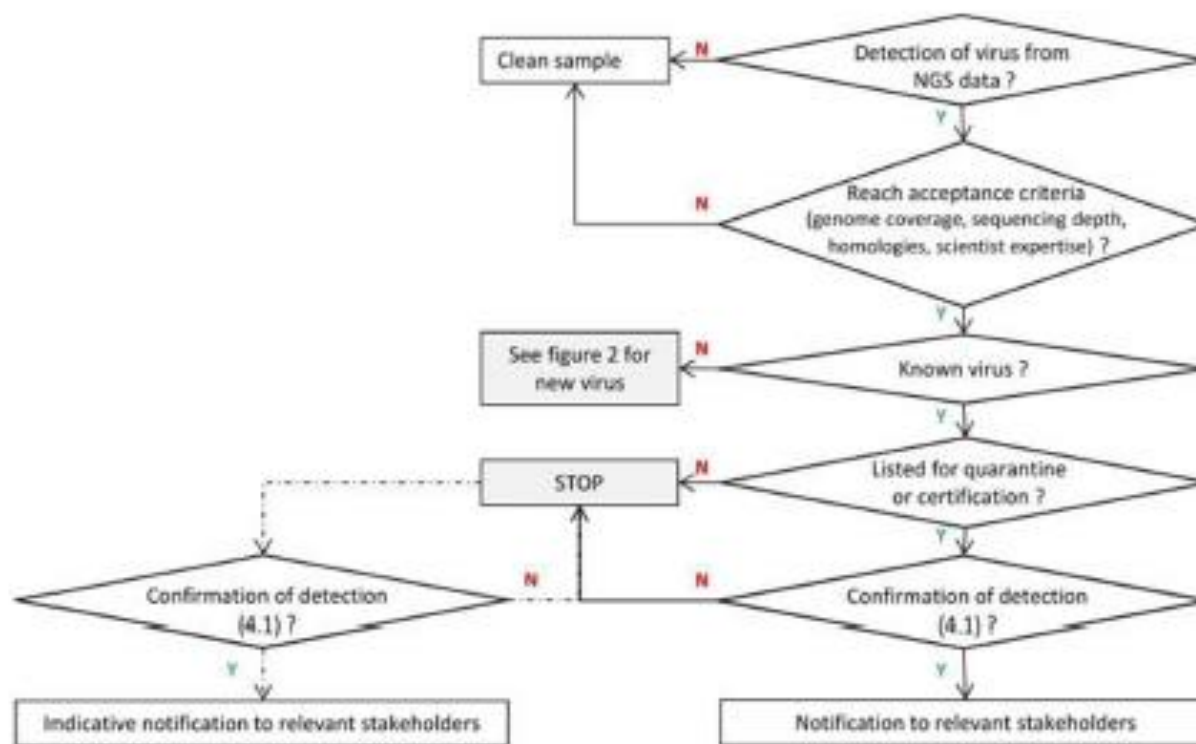 Clean sample
N
Detection of virus from
NGS data ?
Y
N
Reach acceptance criteria
(genome coverage, sequencing depth,
homologies, scientist expertise) ?
Y
See figure 2 for
new virus
N
Known virus ?
Y
STOP
N
Listed for quarantine
or certification ?
Y
Confirmation of detection
(4.1) ?
N
N
Confirmation of detection
(4.1) ?
Y
Y
Indicative notification to relevant stakeholders
Notification to relevant stakeholders